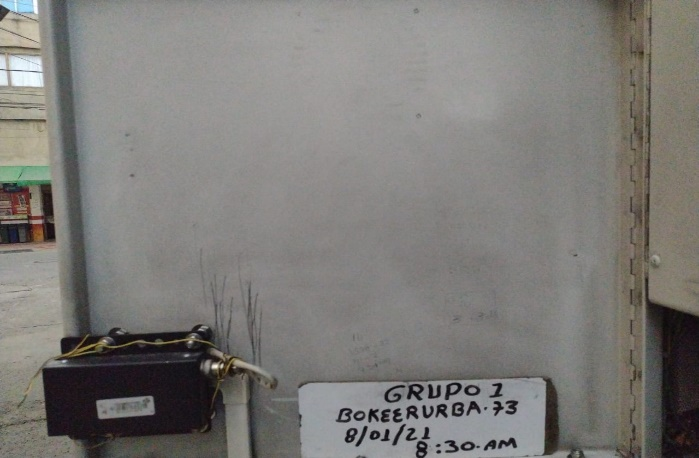 GRUPO 1
BOKEERURBA.73
8/01/21
8:30.AM